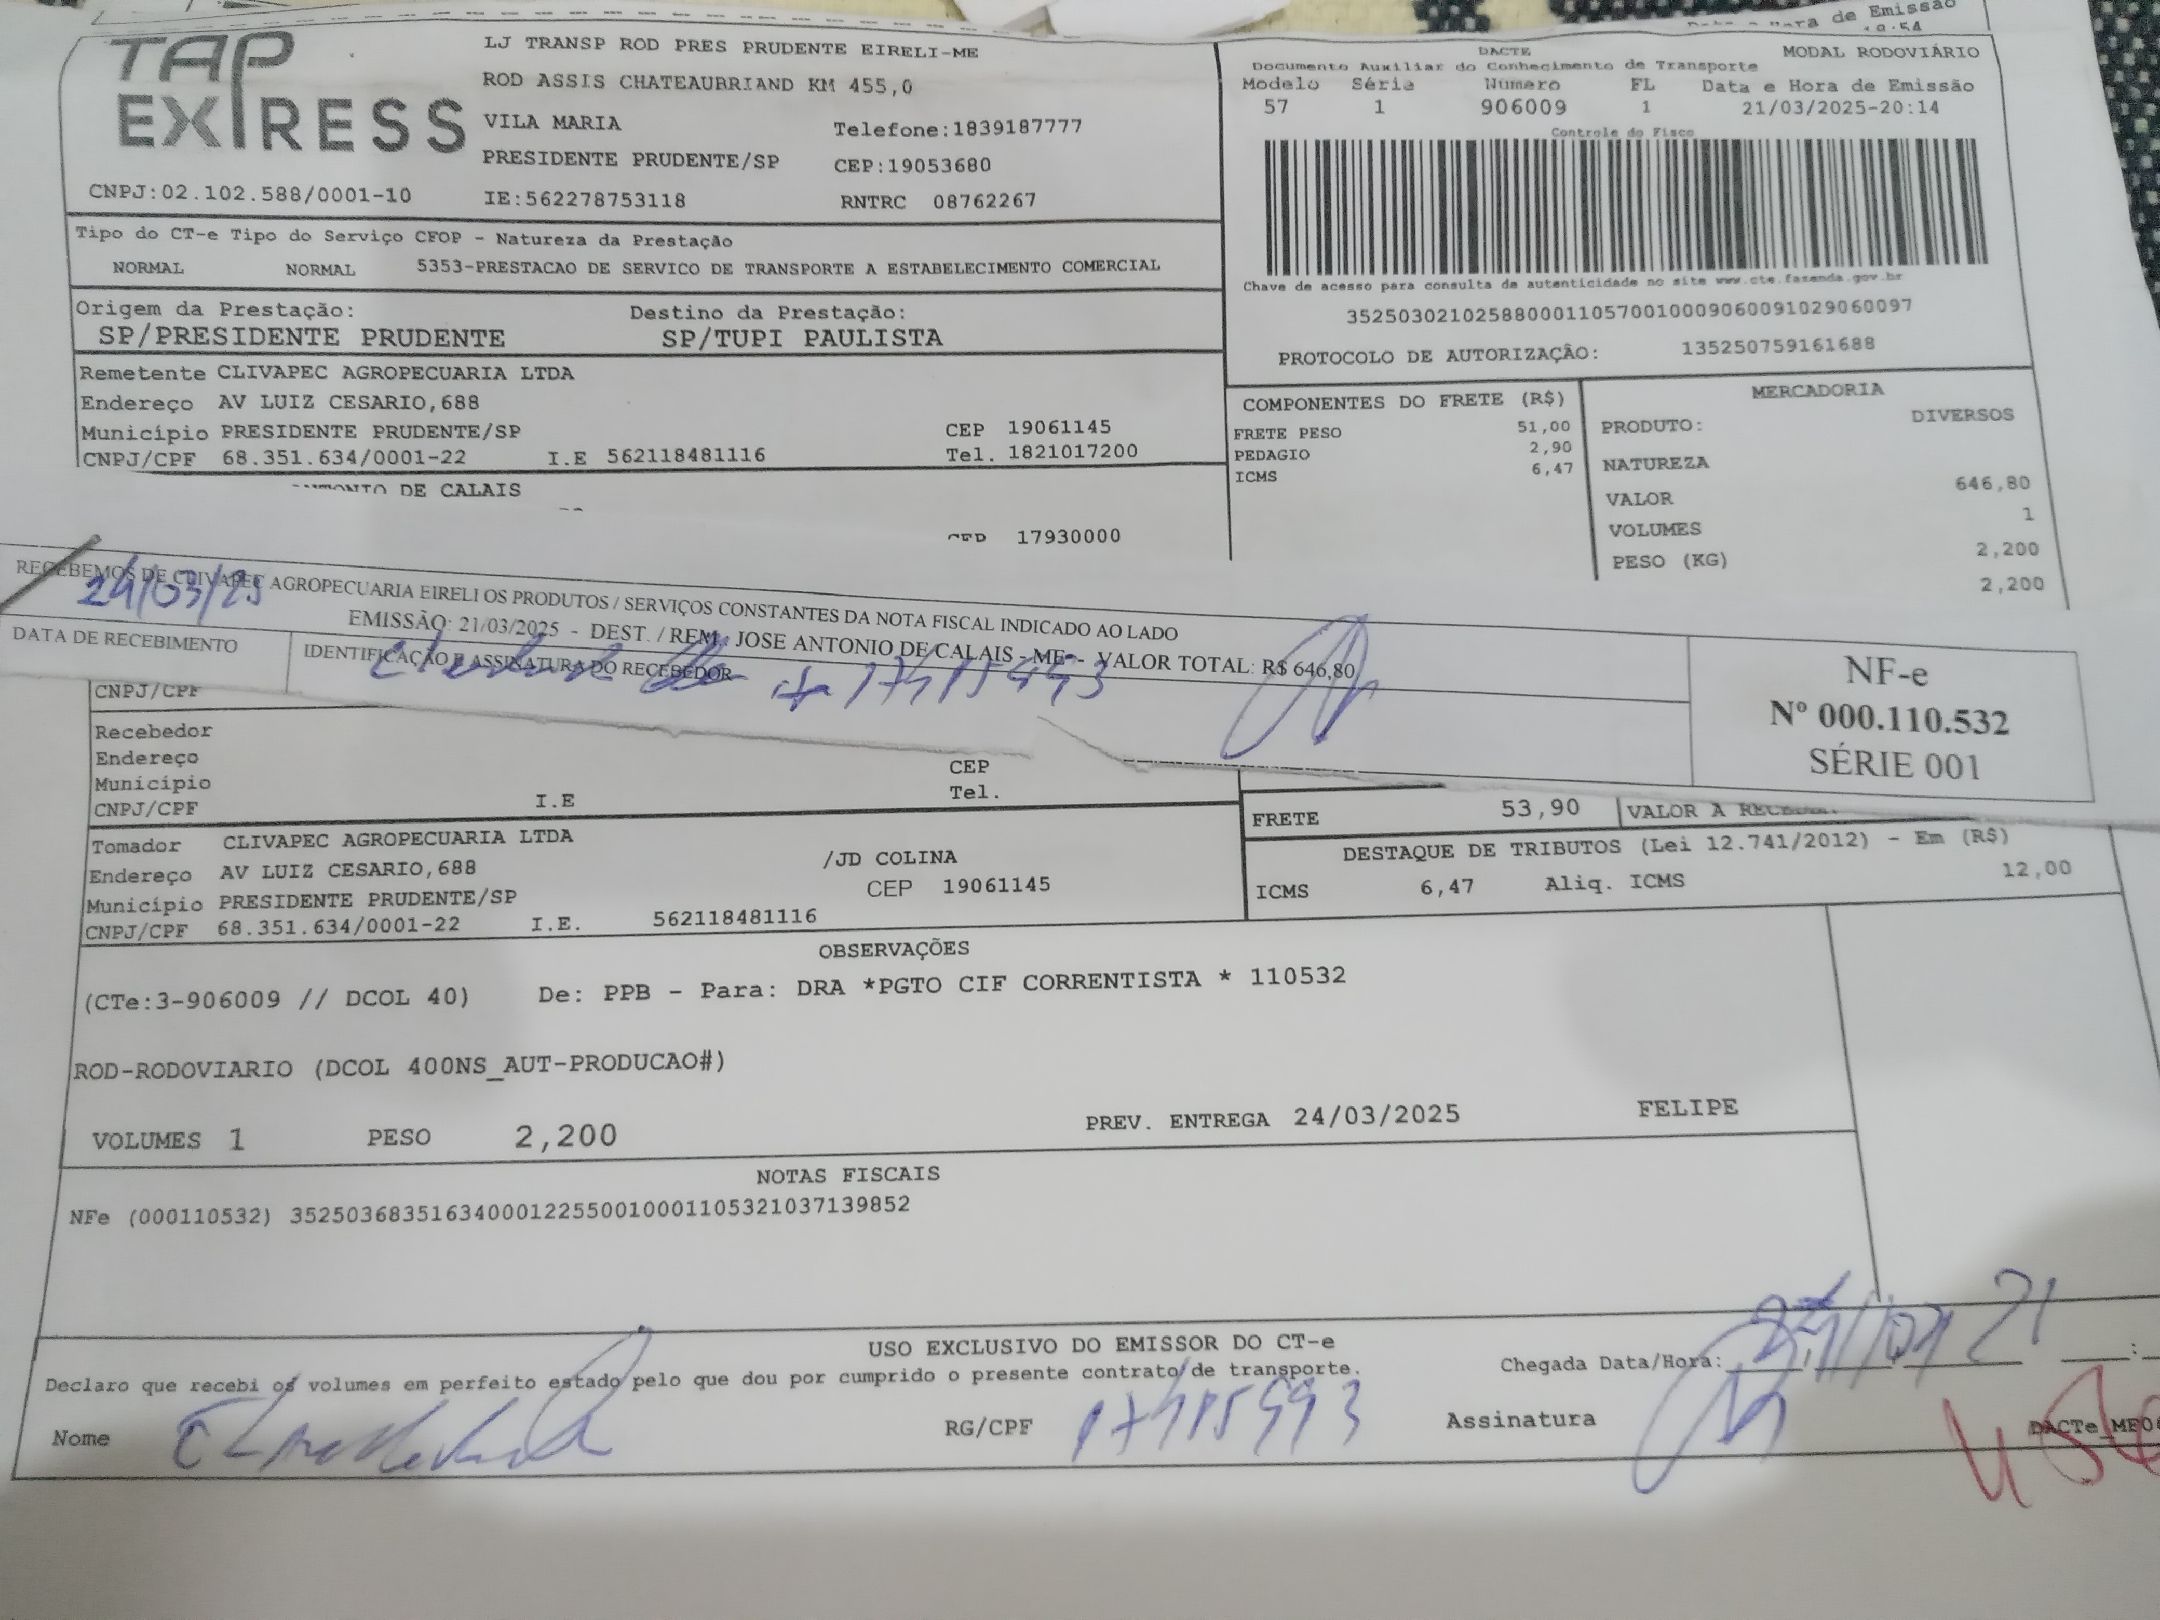 de Emissão
TAP EXPRESS
LJ TRANSP ROD PRES PRUDENTE EIRELI-ME
ROD ASSIS CHATEAUBRIAND KM 455,0
VILA MARIA Telefone:1839187777
PRESIDENTE PRUDENTE/SP CEP:19053680
CNPJ:02.102.588/0001-10 IE:562278753118 RNTRC 08762267
DACTE MODAL RODOVIÁRIO
Documento Auxiliar do Conhecimento de Transporte
Modelo Série Numero FL Data e Hora de Emissão
57 1 906009 1 21/03/2025-20:14
Controle do Fisco
Chave de acesso para consulta de autenticidade no site www.cte.fazenda.gov.br
35250302102588000110570010009060091029060097
PROTOCOLO DE AUTORIZAÇÃO: 135250759161688
Tipo do CT-e Tipo do Serviço CFOP - Natureza da Prestação
NORMAL NORMAL 5353-PRESTACAO DE SERVICO DE TRANSPORTE A ESTABELECIMENTO COMERCIAL
Origem da Prestação: Destino da Prestação:
SP/PRESIDENTE PRUDENTE SP/TUPI PAULISTA
Remetente CLIVAPEC AGROPECUARIA LTDA
Endereço AV LUIZ CESARIO,688
Município PRESIDENTE PRUDENTE/SP CEP 19061145
CNPJ/CPF 68.351.634/0001-22 I.E 562118481116 Tel. 1821017200
DE CALAIS
CEP 17930000
COMPONENTES DO FRETE (R$)
FRETE PESO 51,00
PEDAGIO 2,90
ICMS 6,47
MERCADORIA
PRODUTO: DIVERSOS
NATUREZA
VALOR 646,80
VOLUMES 1
PESO (KG) 2,200
2,200
RECEBEMOS DE CLIVAPEC AGROPECUARIA EIRELI OS PRODUTOS / SERVIÇOS CONSTANTES DA NOTA FISCAL INDICADO AO LADO
24/03/25
EMISSÃO: 21/03/2025 - DEST. / REM.: JOSE ANTONIO DE CALAIS - ME - VALOR TOTAL: R$ 646,80
DATA DE RECEBIMENTO IDENTIFICAÇÃO E ASSINATURA DO RECEBEDOR
NF-e
Nº 000.110.532
SÉRIE 001
CNPJ/CPF
Recebedor
Endereço CEP
Município Tel.
CNPJ/CPF I.E
FRETE 53,90 VALOR A
Tomador CLIVAPEC AGROPECUARIA LTDA
Endereço AV LUIZ CESARIO,688 /JD COLINA
Município PRESIDENTE PRUDENTE/SP CEP 19061145
CNPJ/CPF 68.351.634/0001-22 I.E. 562118481116
DESTAQUE DE TRIBUTOS (Lei 12.741/2012) - Em (R$)
ICMS 6,47 Aliq. ICMS 12,00
OBSERVAÇÕES
(CTe:3-906009 // DCOL 40) De: PPB - Para: DRA *PGTO CIF CORRENTISTA * 110532
ROD-RODOVIARIO (DCOL 400NS_AUT-PRODUCAO#)
VOLUMES 1 PESO 2,200 PREV. ENTREGA 24/03/2025 FELIPE
NOTAS FISCAIS
NFe (000110532) 35250368351634000122550010001105321037139852
USO EXCLUSIVO DO EMISSOR DO CT-e
Declaro que recebi os volumes em perfeito estado pelo que dou por cumprido o presente contrato de transporte.
Chegada Data/Hora:
Nome RG/CPF Assinatura